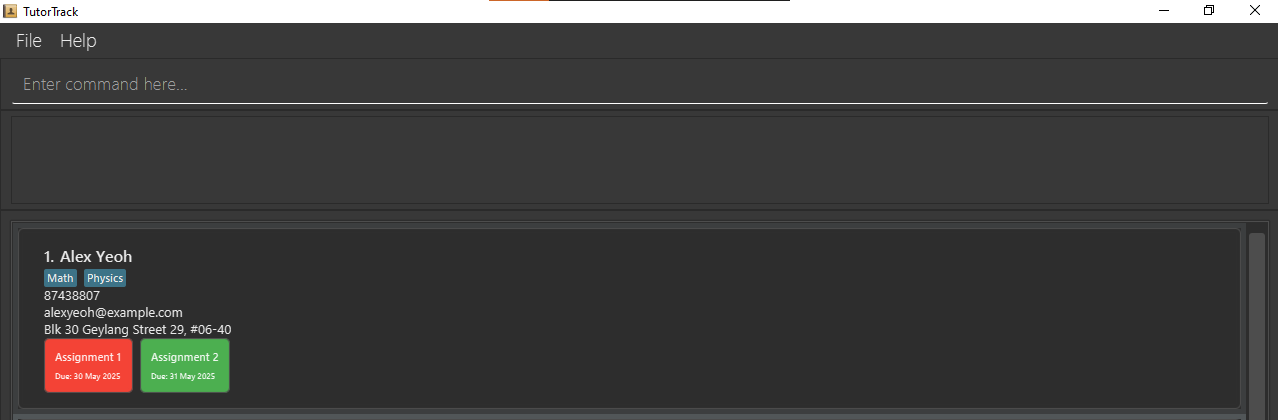 TutorTrack
File Help
Enter command here...
1. Alex Yeoh
Math Physics
87438807
alexyeoh@example.com
Blk 30 Geylang Street 29, #06-40
Assignment 1 Assignment 2
Due: 30 May 2025 Due: 31 May 2025